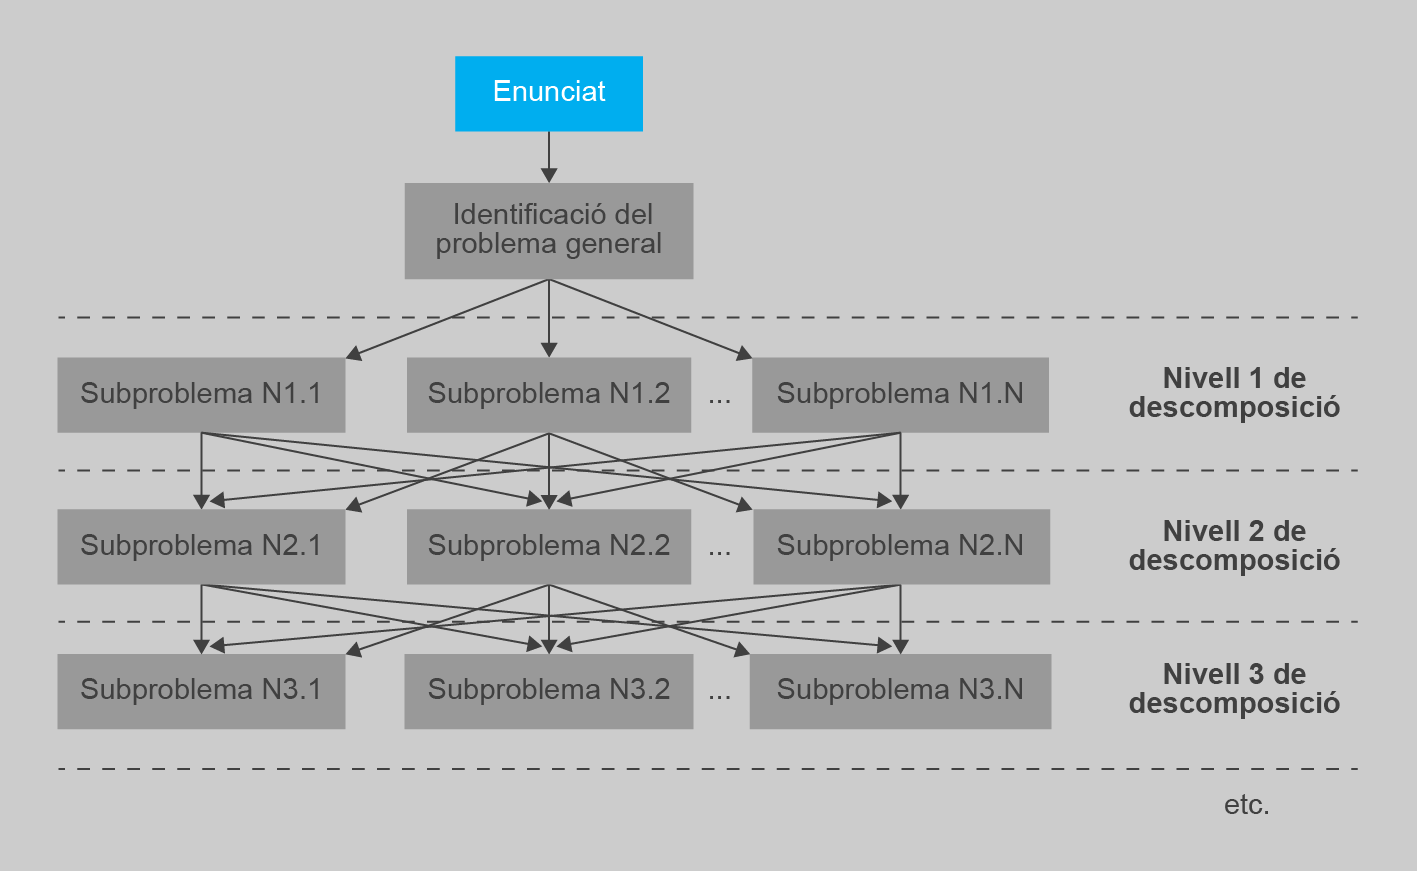 Enunciat
Identificació del
problema general
Subproblema N1.1
Subproblema N1.2
...
Subproblema N1.N
Nivell 1 de
descomposició
Subproblema N2.1
Subproblema N2.2
...
Subproblema N2.N
Nivell 2 de
descomposició
Subproblema N3.1
Subproblema N3.2
...
Subproblema N3.N
Nivell 3 de
descomposició
etc.